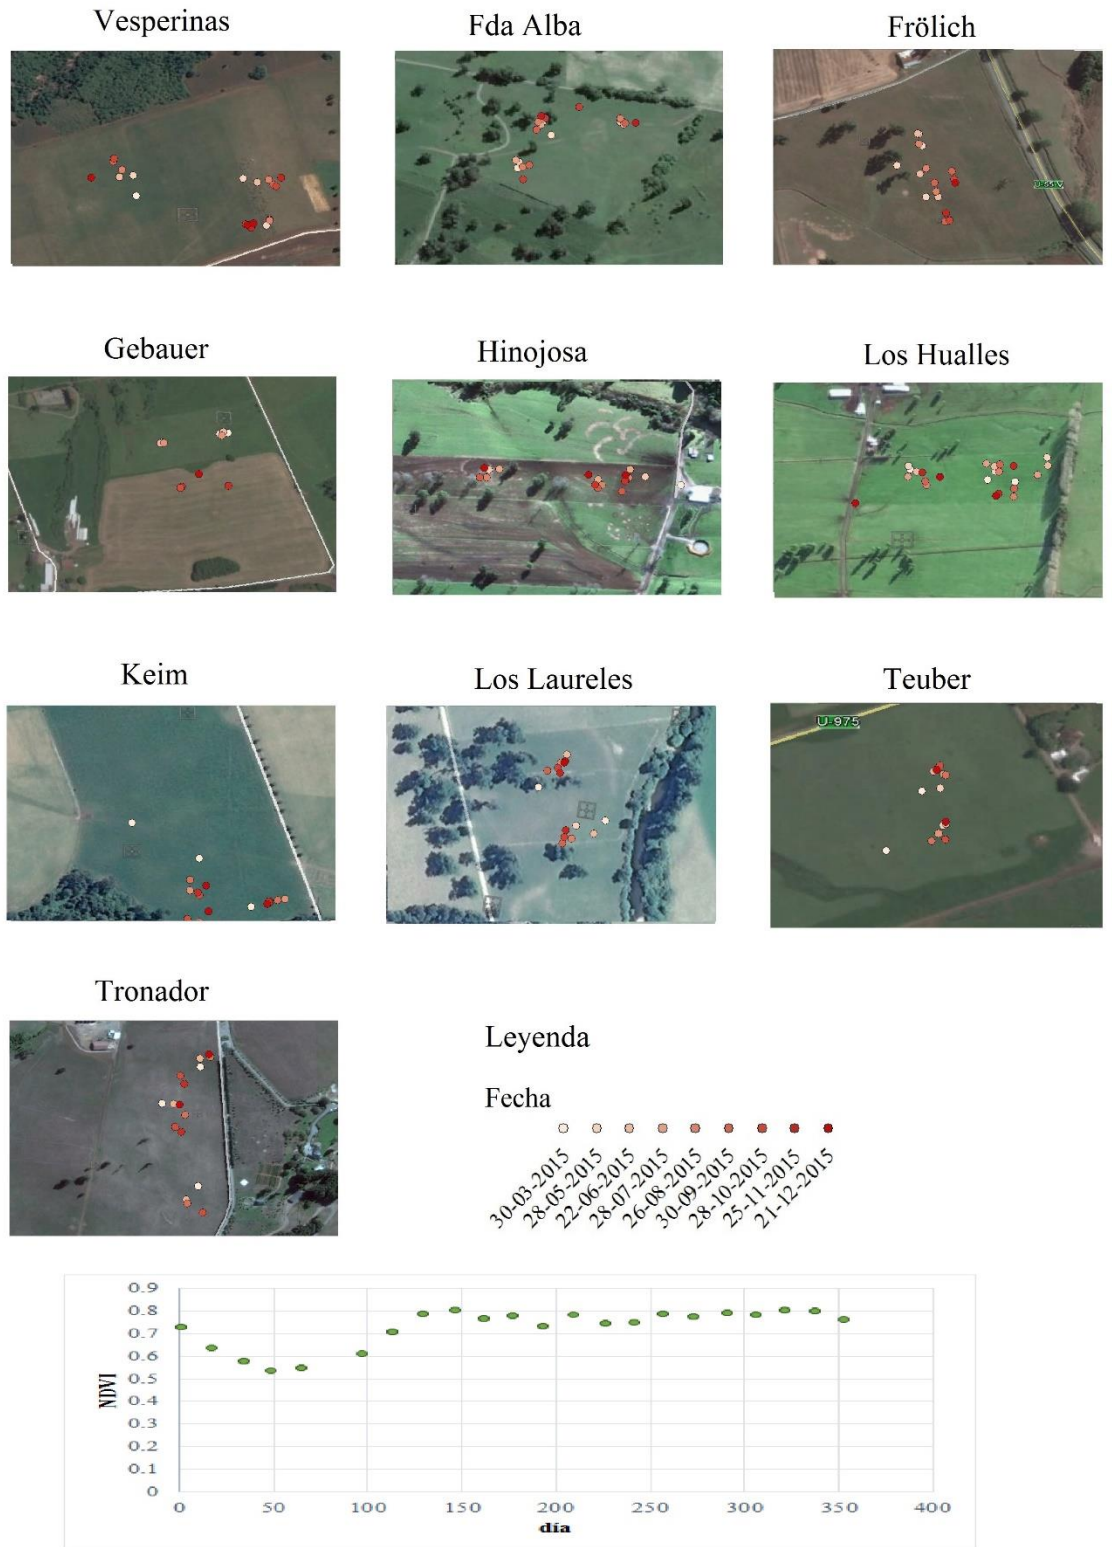 Vesperinas
Fda Alba
Frölich
Gebauer
Hinojosa
Los Hualles
Keim
Los Laureles
Teuber
U-975
Tronador
Leyenda
Fecha
30-03-2015
28-05-2015
22-06-2015
28-07-2015
26-08-2015
30-09-2015
28-10-2015
25-11-2015
21-12-2015
0.9
0.8
0.7
0.6
0.5
0.4
0.3
0.2
0.1
0
NDVI
0 50 100 150 200 250 300 350 400
día